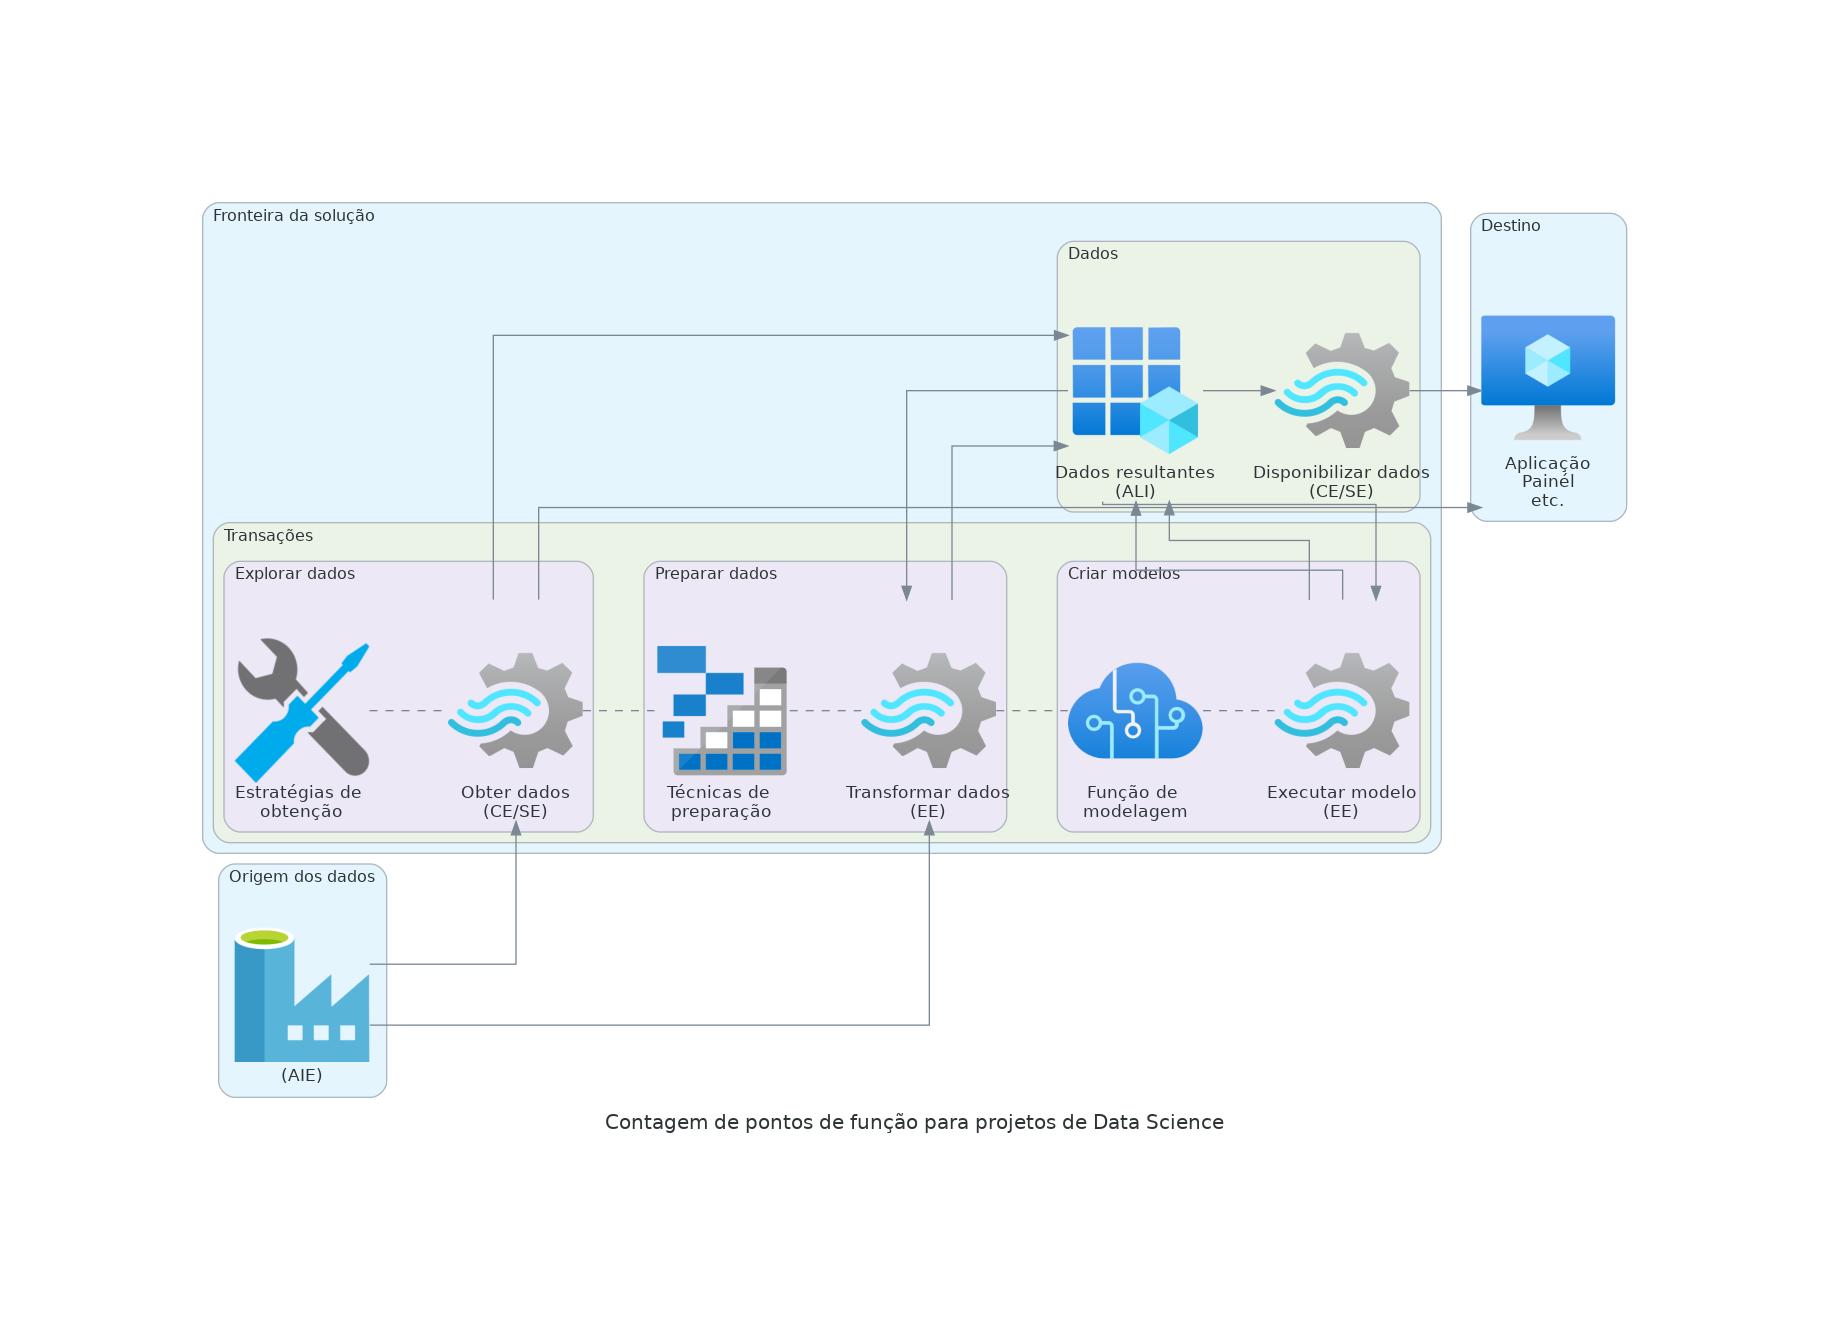 Fronteira da solução
Destino
Dados
Dados resultantes
(ALI)
Disponibilizar dados
(CE/SE)
Aplicação
Painél
etc.
Transações
Explorar dados
Preparar dados
Criar modelos
Estratégias de
obtenção
Obter dados
(CE/SE)
Técnicas de
preparação
Transformar dados
(EE)
Função de
modelagem
Executar modelo
(EE)
Origem dos dados
(AIE)
Contagem de pontos de função para projetos de Data Science